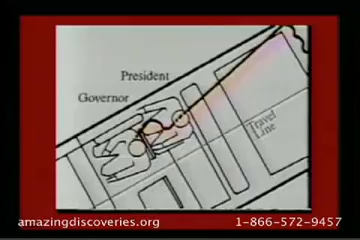 President
Governor
Travel
Line
amazingdiscoveries.org
1-866-572-9457